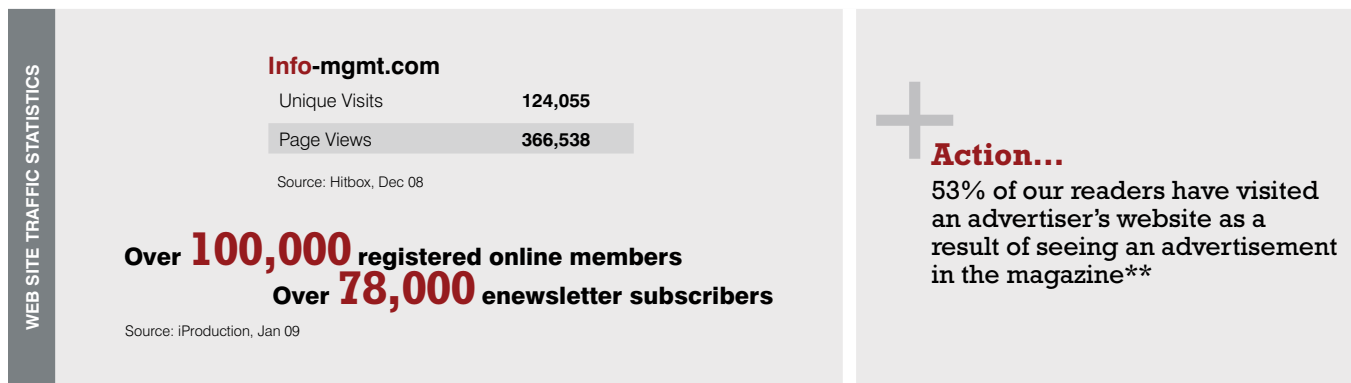 WEB SITE TRAFFIC STATISTICS
Info-mgmt.com
Unique Visits 124,055
Page Views 366,538
Source: Hitbox, Dec 08
Over 100,000 registered online members
Over 78,000 enewsletter subscribers
Source: iProduction, Jan 09
Action...
53% of our readers have visited
an advertiser’s website as a
result of seeing an advertisement
in the magazine**